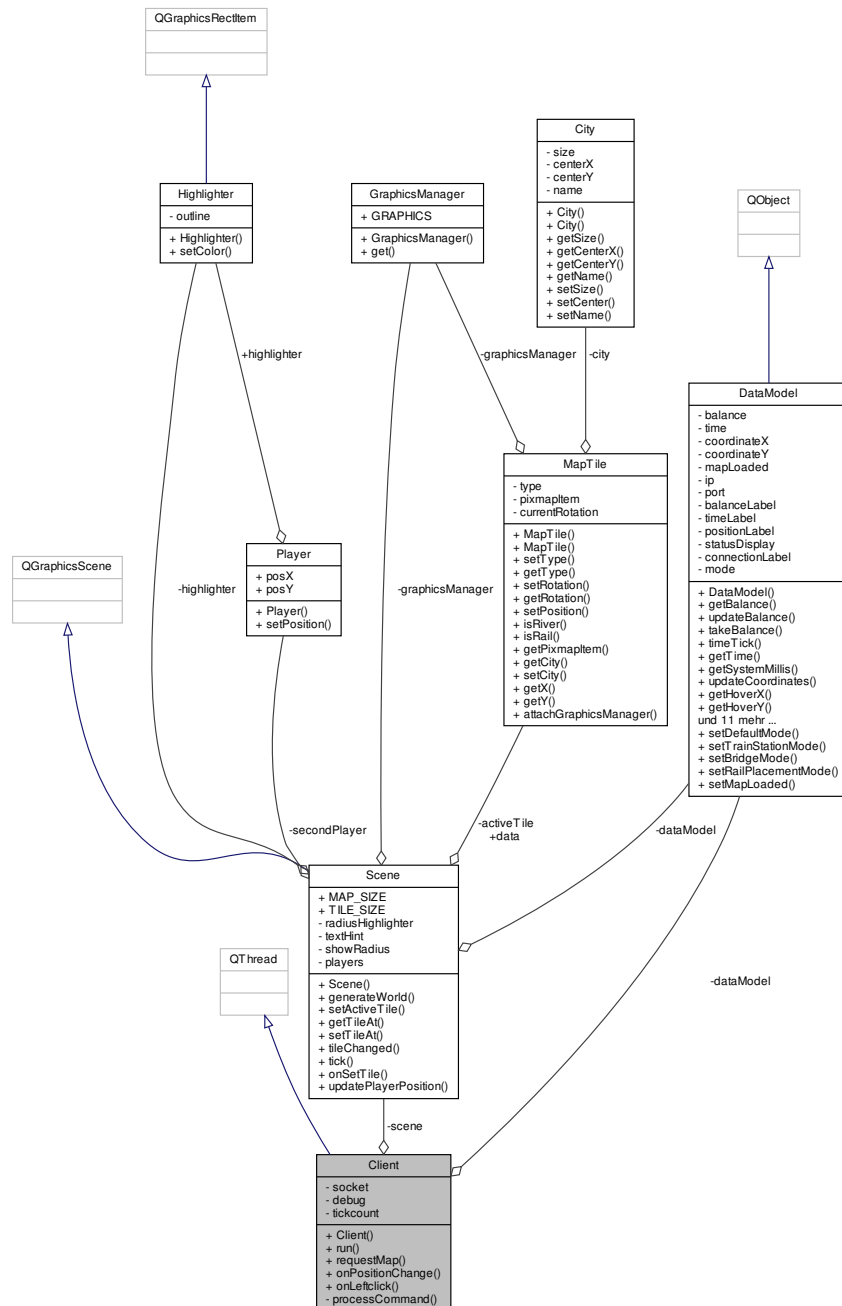 QGraphicsRectItem
Highlighter
- outline
+ Highlighter()
+ setColor()
GraphicsManager
+ GRAPHICS
+ GraphicsManager()
+ get()
City
- size
- centerX
- centerY
- name
+ City()
+ City()
+ getSize()
+ getCenterX()
+ getCenterY()
+ getName()
+ setSize()
+ setCenter()
+ setName()
QObject
+highlighter
-graphicsManager
-city
DataModel
- balance
- time
- coordinateX
- coordinateY
- mapLoaded
- ip
- port
- balanceLabel
- timeLabel
- positionLabel
- statusDisplay
- connectionLabel
- mode
+ DataModel()
+ getBalance()
+ updateBalance()
+ takeBalance()
+ timeTick()
+ getTime()
+ getSystemMillis()
+ updateCoordinates()
+ getHoverX()
+ getHoverY()
und 11 mehr ...
+ setDefaultMode()
+ setTrainStationMode()
+ setBridgeMode()
+ setRailPlacementMode()
+ setMapLoaded()
MapTile
- type
- pixmapItem
- currentRotation
+ MapTile()
+ MapTile()
+ setType()
+ getType()
+ setRotation()
+ getRotation()
+ setPosition()
+ isRiver()
+ isRail()
+ getPixmapItem()
+ getCity()
+ setCity()
+ getX()
+ getY()
+ attachGraphicsManager()
Player
+ posX
+ posY
+ Player()
+ setPosition()
QGraphicsScene
-highlighter
-graphicsManager
-secondPlayer
-activeTile
+data
-dataModel
Scene
+ MAP_SIZE
+ TILE_SIZE
- radiusHighlighter
- textHint
- showRadius
- players
+ Scene()
+ generateWorld()
+ setActiveTile()
+ getTileAt()
+ setTileAt()
+ tileChanged()
+ tick()
+ onSetTile()
+ updatePlayerPosition()
QThread
-dataModel
-scene
Client
- socket
- debug
- tickcount
+ Client()
+ run()
+ requestMap()
+ onPositionChange()
+ onLeftclick()
- processCommand()